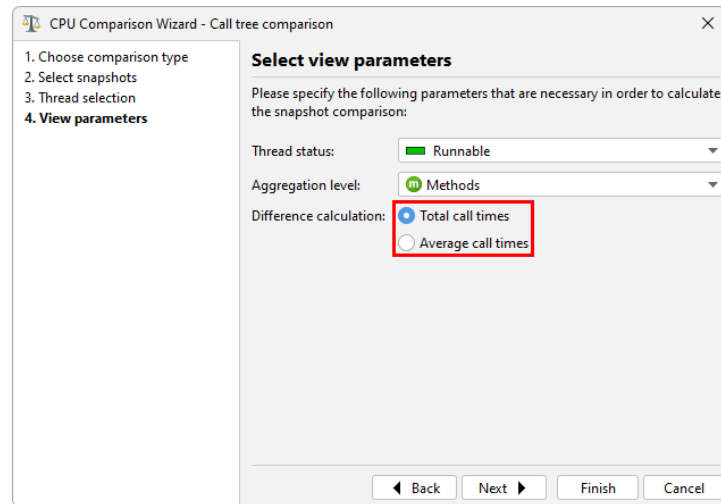 CPU Comparison Wizard - Call tree comparison
1. Choose comparison type
2. Select snapshots
3. Thread selection
4. View parameters
Select view parameters
Please specify the following parameters that are necessary in order to calculate
the snapshot comparison:
Thread status:
Runnable
Aggregation level:
m Methods
Difference calculation:
Total call times
Average call times
Back
Next
Finish
Cancel